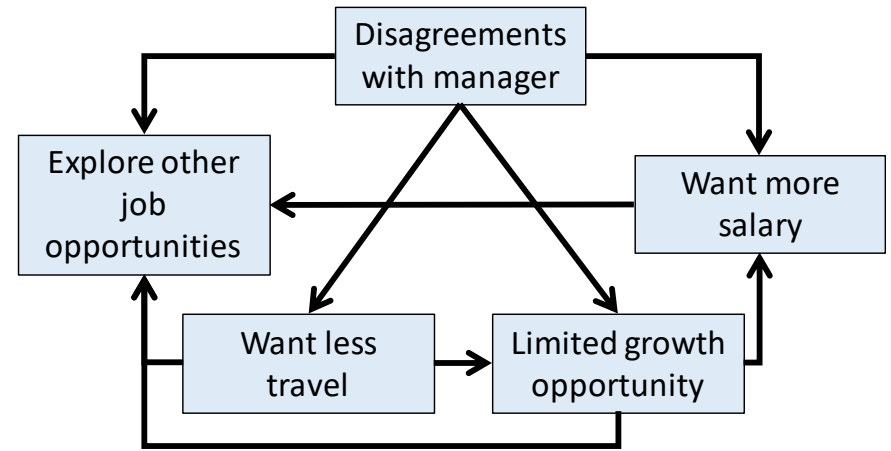 Disagreements
with manager
Explore other
job
opportunities
Want more
salary
Want less
travel
Limited growth
opportunity